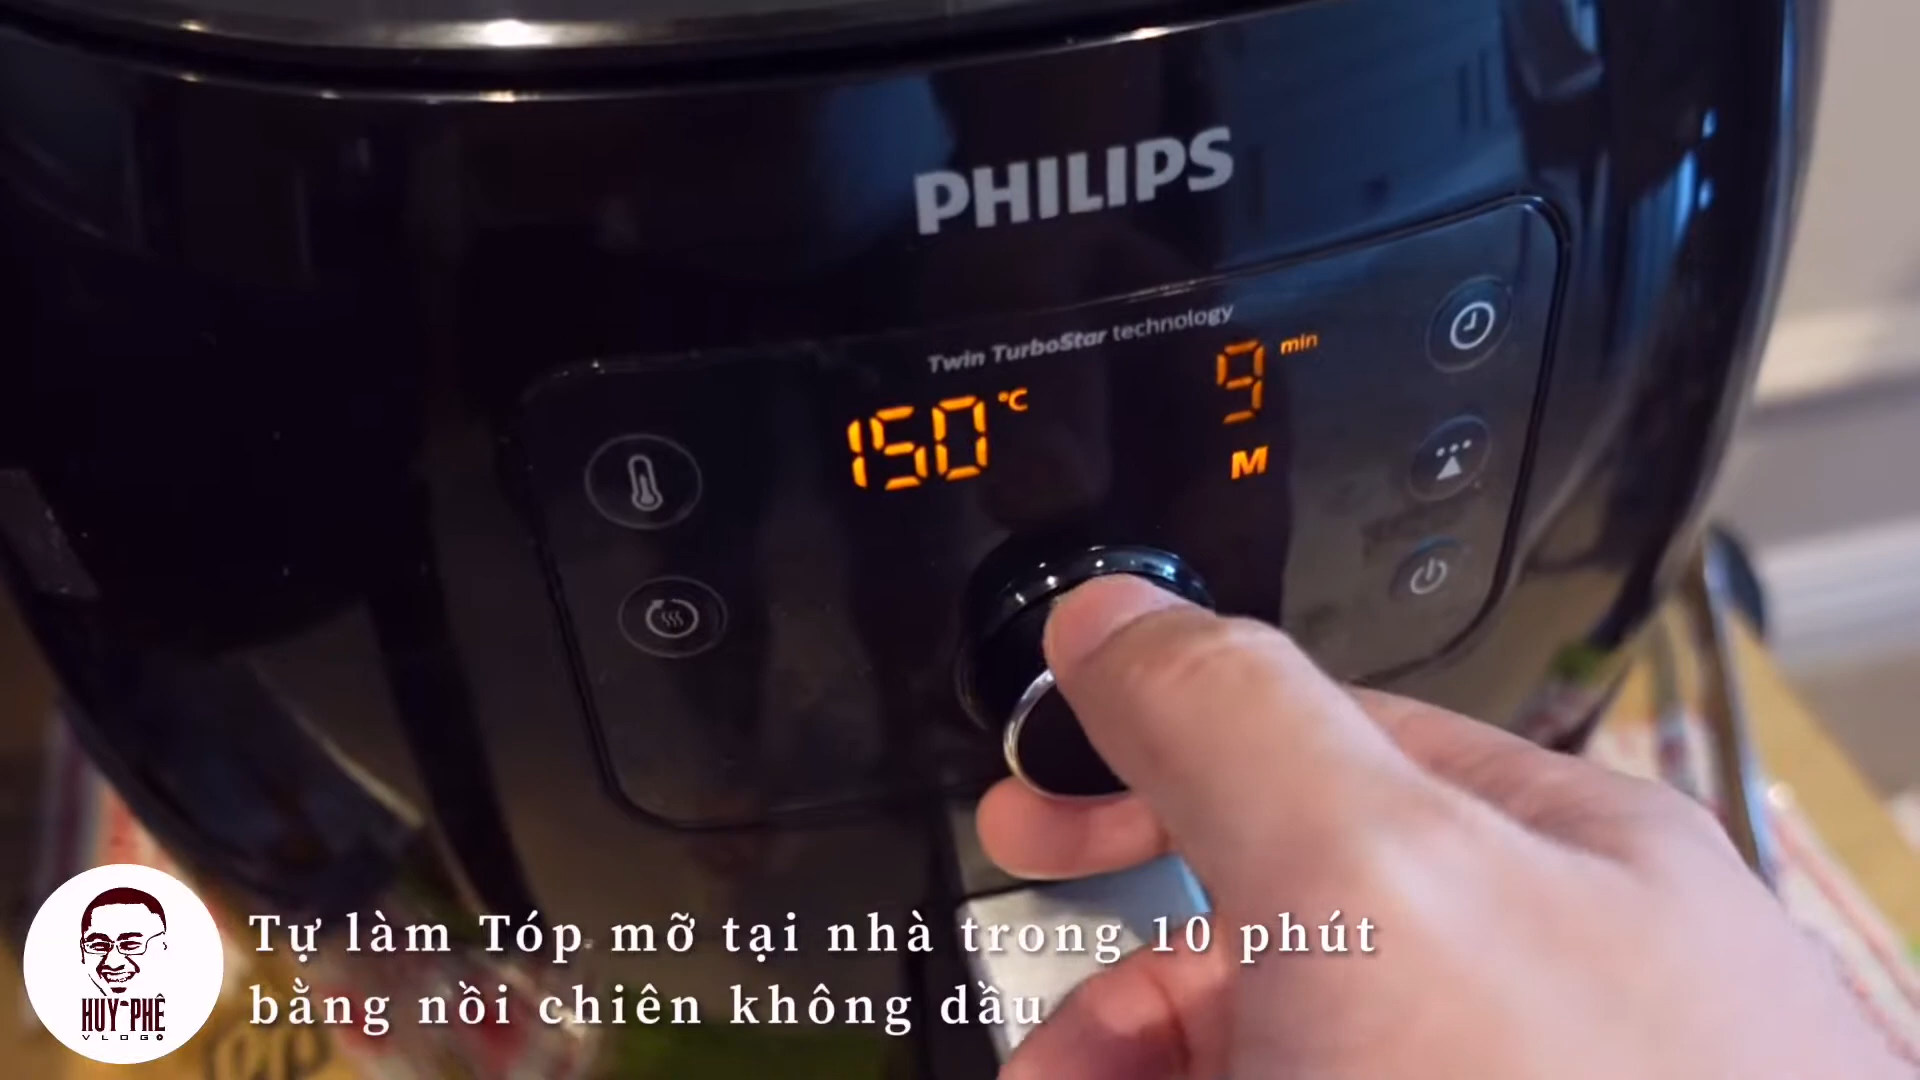 PHILIPS
Twin TurboStar technology
150 °C
9 min
M
Tự làm Tóp mỡ tại nhà trong 10 phút
bằng nồi chiên không dầu
HUY PHÊ
VLOGS